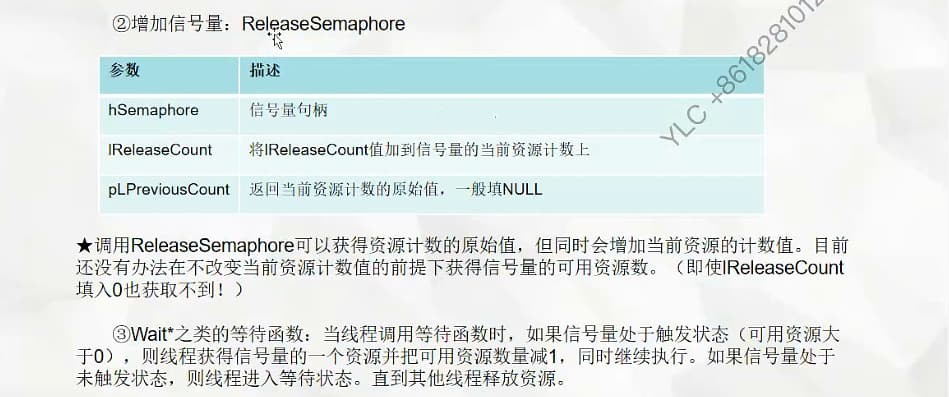 ②增加信号量：ReleaseSemaphore
参数 描述
hSemaphore 信号量句柄
lReleaseCount 将lReleaseCount值加到信号量的当前资源计数上
pLPreviousCount 返回当前资源计数的原始值，一般填NULL
★调用ReleaseSemaphore可以获得资源计数的原始值，但同时会增加当前资源的计数值。目前
还没有办法在不改变当前资源计数值的前提下获得信号量的可用资源数。（即使lReleaseCount
填入0也获取不到！）
③Wait*之类的等待函数：当线程调用等待函数时，如果信号量处于触发状态（可用资源大
于0），则线程获得信号量的一个资源并把可用资源数量减1，同时继续执行。如果信号量处于
未触发状态，则线程进入等待状态。直到其他线程释放资源。
YLC +861828101